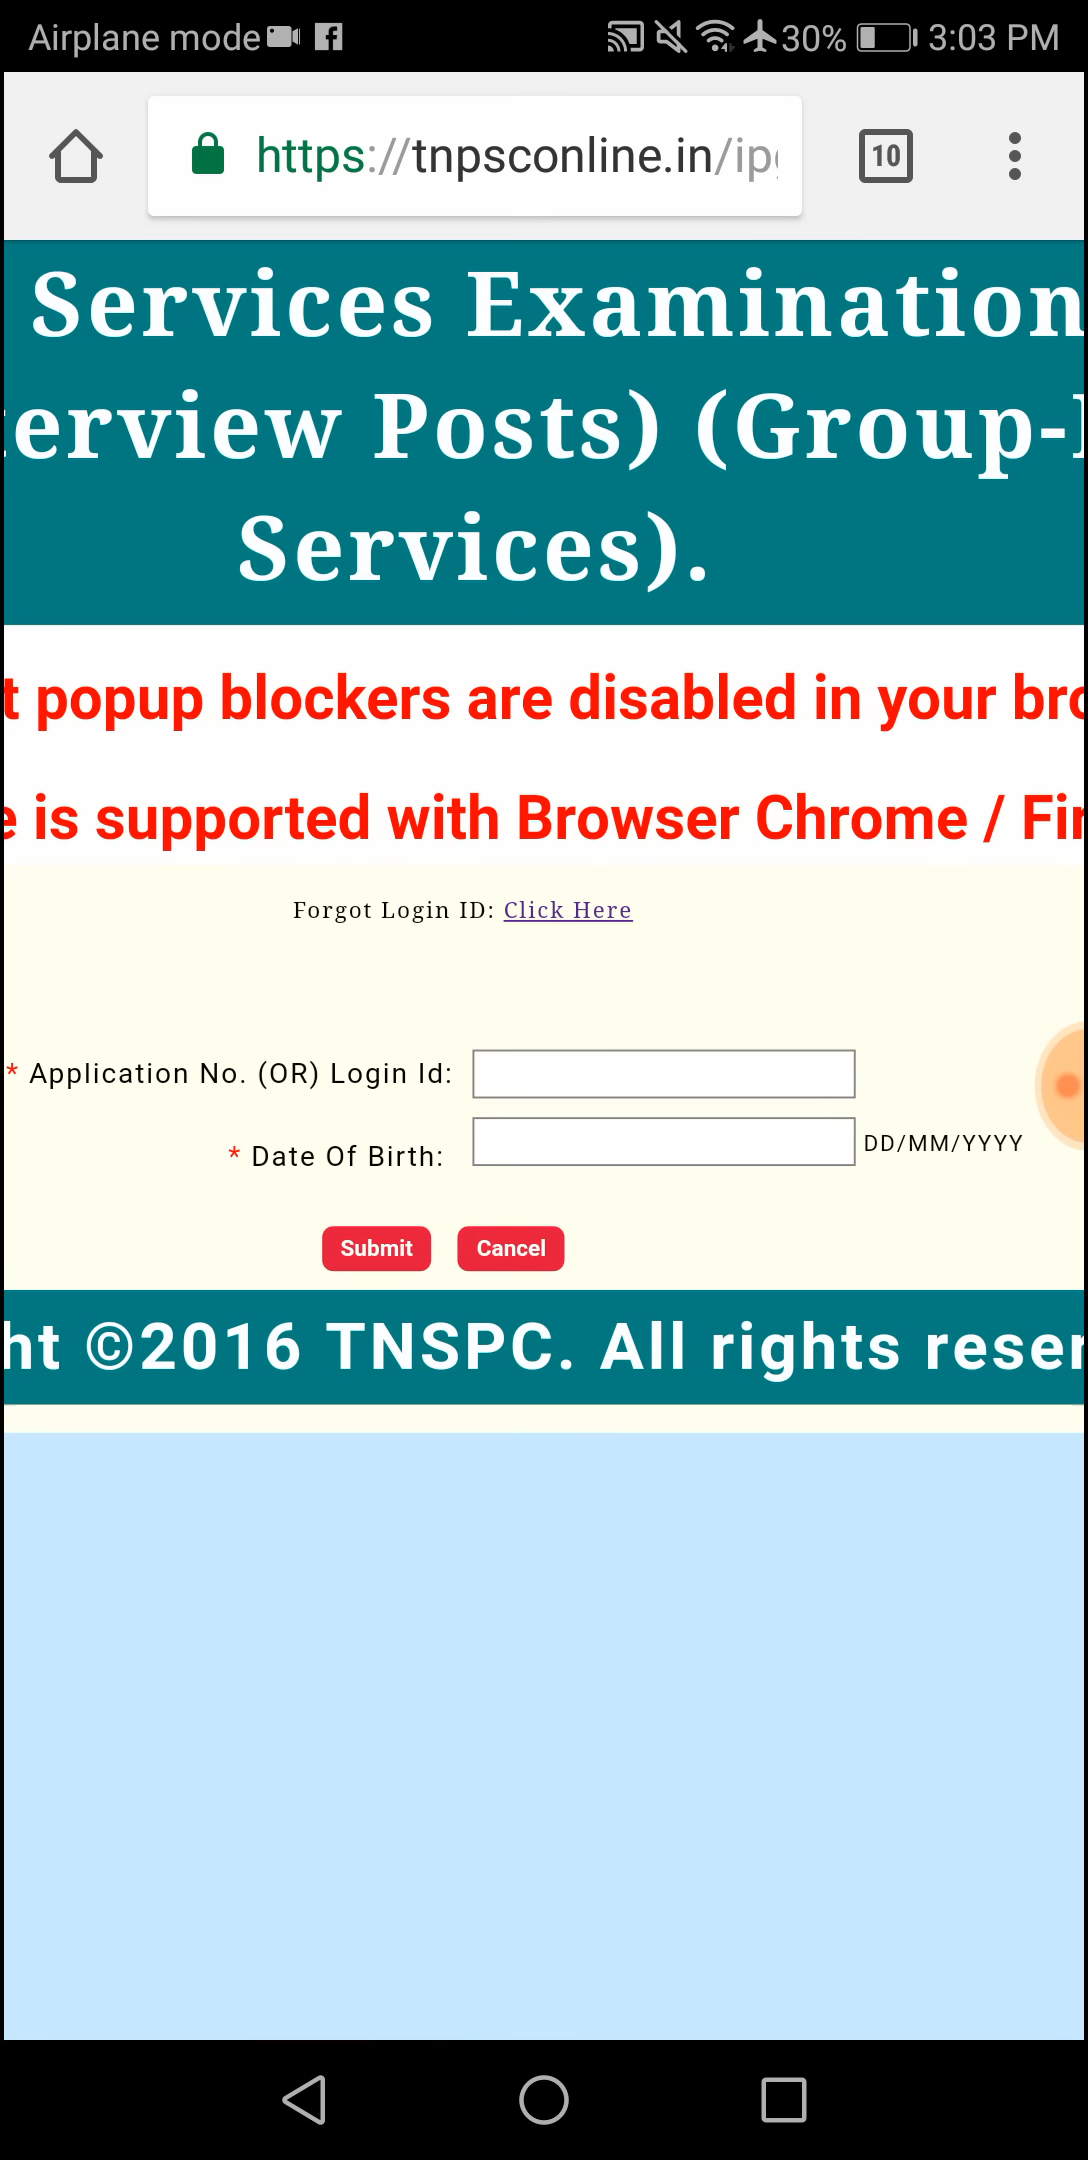 Airplane mode 30% 3:03 PM
https://tnpsconline.in/ip
10
Services Examination
erview Posts) (Group-I
Services).
t popup blockers are disabled in your bro
e is supported with Browser Chrome / Fir
Forgot Login ID: Click Here
* Application No. (OR) Login Id:
* Date Of Birth: DD/MM/YYYY
Submit Cancel
ht ©2016 TNSPC. All rights reser